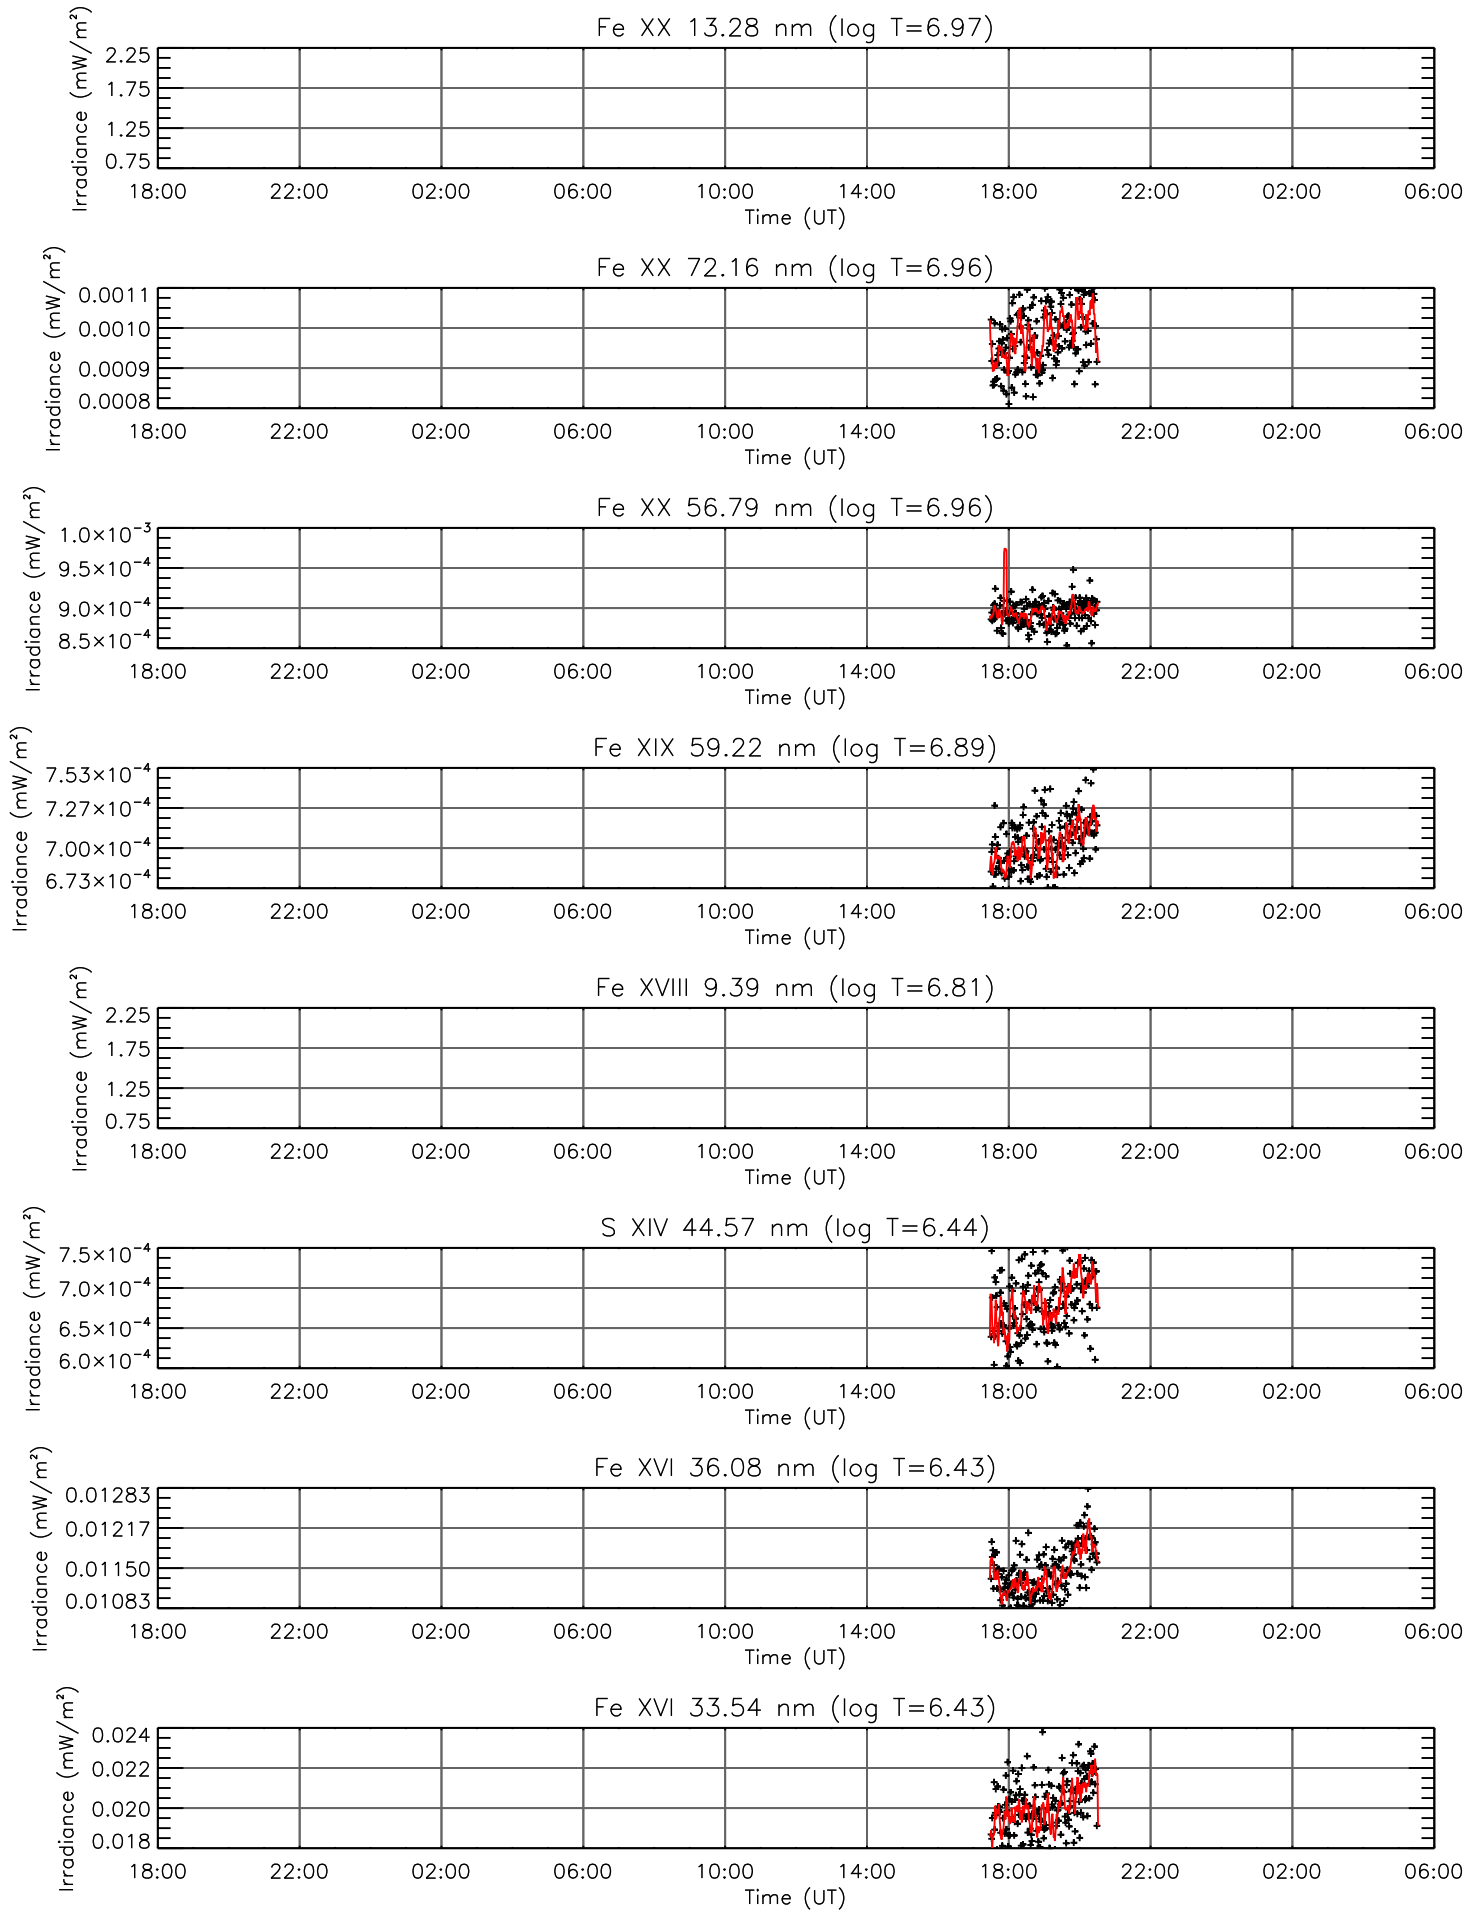 Fe XX 13.28 nm (log T=6.97)
Irradiance (mW/m²)
2.25
1.75
1.25
0.75
18:00 22:00 02:00 06:00 10:00 14:00 18:00 22:00 02:00 06:00
Time (UT)
Fe XX 72.16 nm (log T=6.96)
Irradiance (mW/m²)
0.0011
0.0010
0.0009
0.0008
18:00 22:00 02:00 06:00 10:00 14:00 18:00 22:00 02:00 06:00
Time (UT)
Fe XX 56.79 nm (log T=6.96)
Irradiance (mW/m²)
1.0×10⁻³
9.5×10⁻⁴
9.0×10⁻⁴
8.5×10⁻⁴
18:00 22:00 02:00 06:00 10:00 14:00 18:00 22:00 02:00 06:00
Time (UT)
Fe XIX 59.22 nm (log T=6.89)
Irradiance (mW/m²)
7.53×10⁻⁴
7.27×10⁻⁴
7.00×10⁻⁴
6.73×10⁻⁴
18:00 22:00 02:00 06:00 10:00 14:00 18:00 22:00 02:00 06:00
Time (UT)
Fe XVIII 9.39 nm (log T=6.81)
Irradiance (mW/m²)
2.25
1.75
1.25
0.75
18:00 22:00 02:00 06:00 10:00 14:00 18:00 22:00 02:00 06:00
Time (UT)
S XIV 44.57 nm (log T=6.44)
Irradiance (mW/m²)
7.5×10⁻⁴
7.0×10⁻⁴
6.5×10⁻⁴
6.0×10⁻⁴
18:00 22:00 02:00 06:00 10:00 14:00 18:00 22:00 02:00 06:00
Time (UT)
Fe XVI 36.08 nm (log T=6.43)
Irradiance (mW/m²)
0.01283
0.01217
0.01150
0.01083
18:00 22:00 02:00 06:00 10:00 14:00 18:00 22:00 02:00 06:00
Time (UT)
Fe XVI 33.54 nm (log T=6.43)
Irradiance (mW/m²)
0.024
0.022
0.020
0.018
18:00 22:00 02:00 06:00 10:00 14:00 18:00 22:00 02:00 06:00
Time (UT)